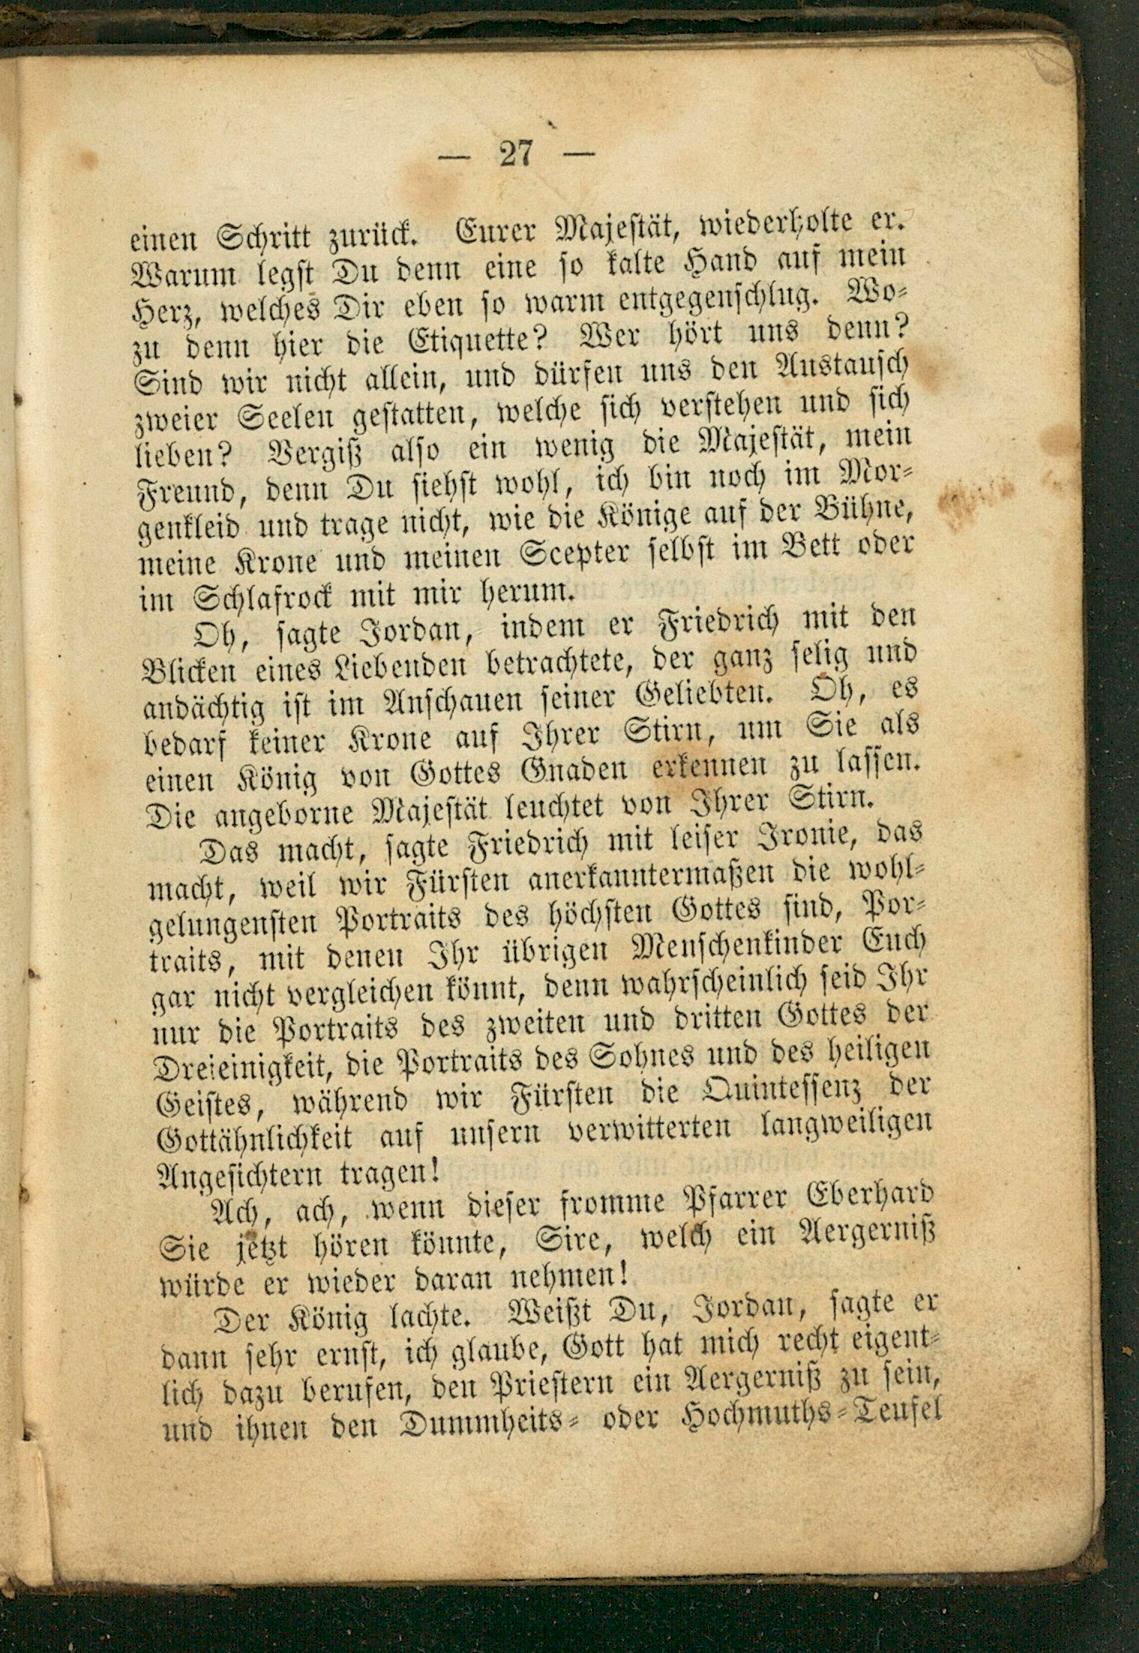 — 27 —
einen Schritt zurück. Eurer Majestät, wiederholte er.
Warum legst Du denn eine so kalte Hand auf mein
Herz, welches Dir eben so warm entgegenschlug. Wo-
zu denn hier die Etiquette? Wer hört uns denn?
Sind wir nicht allein, und dürfen uns den Austausch
zweier Seelen gestatten, welche sich verstehen und sich
lieben? Vergiß also ein wenig die Majestät, mein
Freund, denn Du siehst wohl, ich bin noch im Mor-
genkleid und trage nicht, wie die Könige auf der Bühne,
meine Krone und meinen Scepter selbst im Bett oder
im Schlafrock mit mir herum.
Oh, sagte Jordan, indem er Friedrich mit den
Blicken eines Liebenden betrachtete, der ganz selig und
andächtig ist im Anschauen seiner Geliebten. Oh, es
bedarf keiner Krone auf Ihrer Stirn, um Sie als
einen König von Gottes Gnaden erkennen zu lassen.
Die angeborne Majestät leuchtet von Ihrer Stirn.
Das macht, sagte Friedrich mit leiser Ironie, das
macht, weil wir Fürsten anerkanntermaßen die wohl-
gelungensten Portraits des höchsten Gottes sind, Por-
traits, mit denen Ihr übrigen Menschenkinder Euch
gar nicht vergleichen könnt, denn wahrscheinlich seid Ihr
nur die Portraits des zweiten und dritten Gottes der
Dreieinigkeit, die Portraits des Sohnes und des heiligen
Geistes, während wir Fürsten die Quintessenz der
Gottähnlichkeit auf unsern verwitterten langweiligen
Angesichtern tragen!
Ach, ach, wenn dieser fromme Pfarrer Eberhard
Sie jetzt hören könnte, Sire, welch ein Aergerniß
würde er wieder daran nehmen!
Der König lachte. Weißt Du, Jordan, sagte er
dann sehr ernst, ich glaube, Gott hat mich recht eigent-
lich dazu berufen, den Priestern ein Aergerniß zu sein,
und ihnen den Dummheits- oder Hochmuths-Teufel